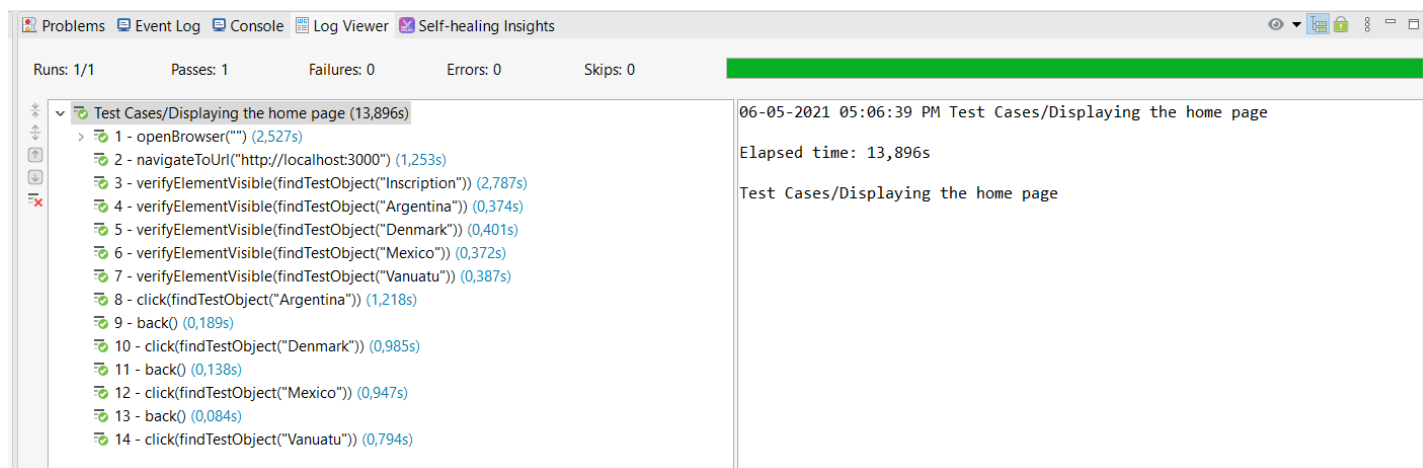 Problems Event Log Console Log Viewer Self-healing Insights
Runs: 1/1 Passes: 1 Failures: 0 Errors: 0 Skips: 0
Test Cases/Displaying the home page (13,896s)
1 - openBrowser("") (2,527s)
2 - navigateToUrl("http://localhost:3000") (1,253s)
3 - verifyElementVisible(findTestObject("Inscription")) (2,787s)
4 - verifyElementVisible(findTestObject("Argentina")) (0,374s)
5 - verifyElementVisible(findTestObject("Denmark")) (0,401s)
6 - verifyElementVisible(findTestObject("Mexico")) (0,372s)
7 - verifyElementVisible(findTestObject("Vanuatu")) (0,387s)
8 - click(findTestObject("Argentina")) (1,218s)
9 - back() (0,189s)
10 - click(findTestObject("Denmark")) (0,985s)
11 - back() (0,138s)
12 - click(findTestObject("Mexico")) (0,947s)
13 - back() (0,084s)
14 - click(findTestObject("Vanuatu")) (0,794s)
06-05-2021 05:06:39 PM Test Cases/Displaying the home page
Elapsed time: 13,896s
Test Cases/Displaying the home page